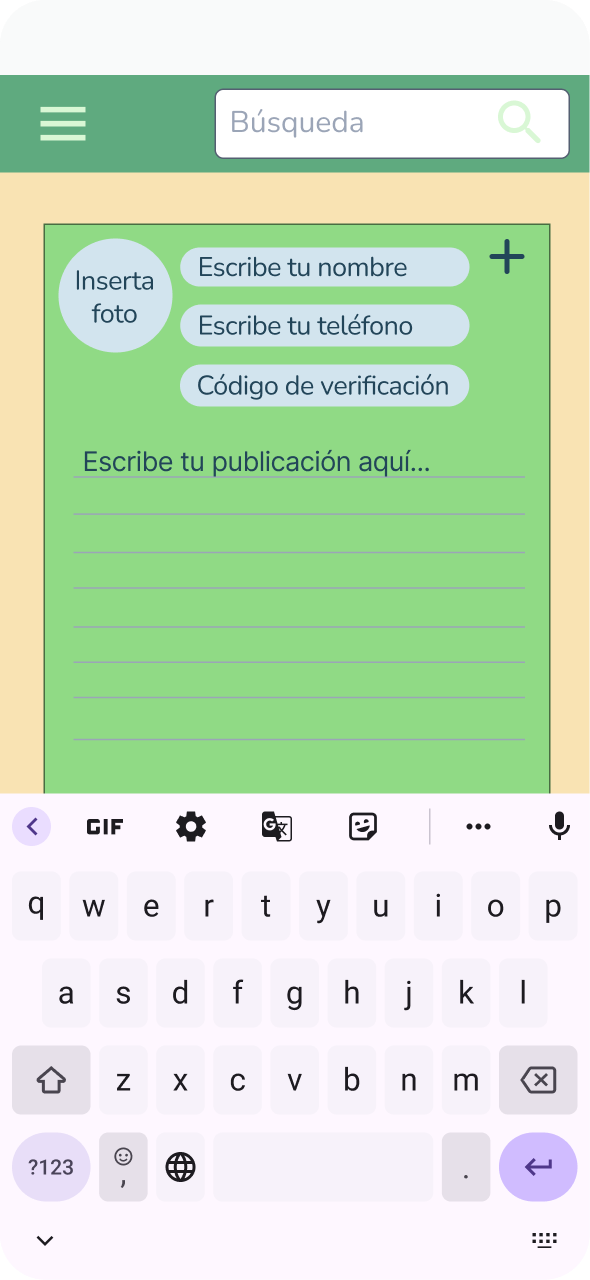 Búsqueda
Inserta
foto
Escribe tu nombre
Escribe tu teléfono
Código de verificación
Escribe tu publicación aquí...
GIF
q w e r t y u i o p
a s d f g h j k l
z x c v b n m
?123 , .